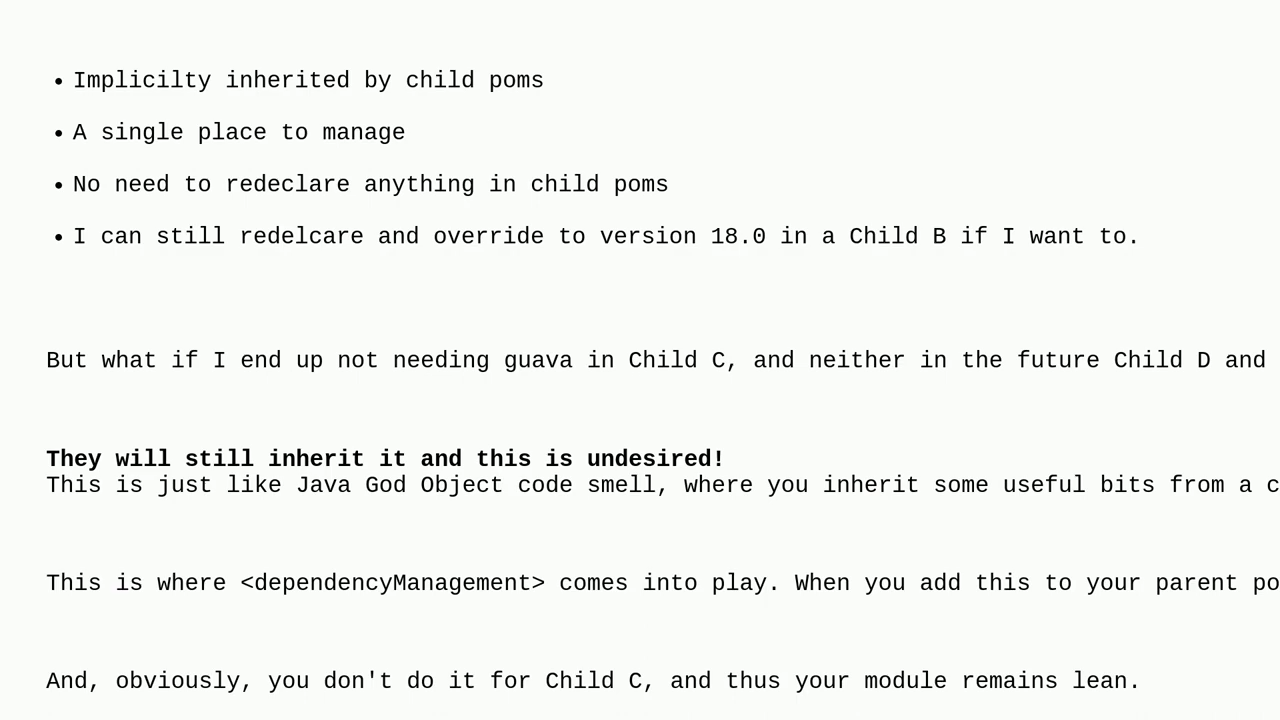 • Implicilty inherited by child poms
• A single place to manage
• No need to redeclare anything in child poms
• I can still redelcare and override to version 18.0 in a Child B if I want to.
But what if I end up not needing guava in Child C, and neither in the future Child D and
They will still inherit it and this is undesired!
This is just like Java God Object code smell, where you inherit some useful bits from a
This is where <dependencyManagement> comes into play. When you add this to your parent
And, obviously, you don't do it for Child C, and thus your module remains lean.